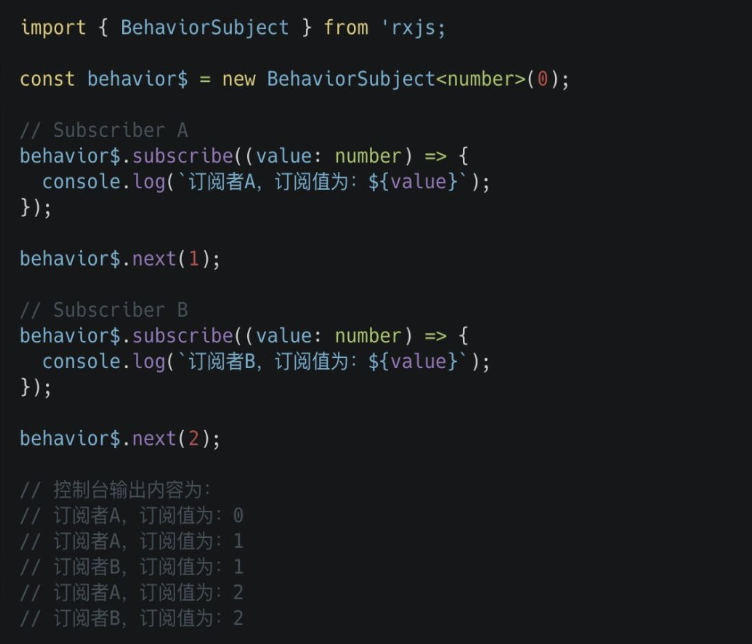 import { BehaviorSubject } from 'rxjs;
const behavior$ = new BehaviorSubject<number>(0);
// Subscriber A
behavior$.subscribe((value: number) => {
  console.log(`订阅者A, 订阅值为: ${value}`);
});
behavior$.next(1);
// Subscriber B
behavior$.subscribe((value: number) => {
  console.log(`订阅者B, 订阅值为: ${value}`);
});
behavior$.next(2);
// 控制台输出内容为:
// 订阅者A, 订阅值为: 0
// 订阅者A, 订阅值为: 1
// 订阅者B, 订阅值为: 1
// 订阅者A, 订阅值为: 2
// 订阅者B, 订阅值为: 2